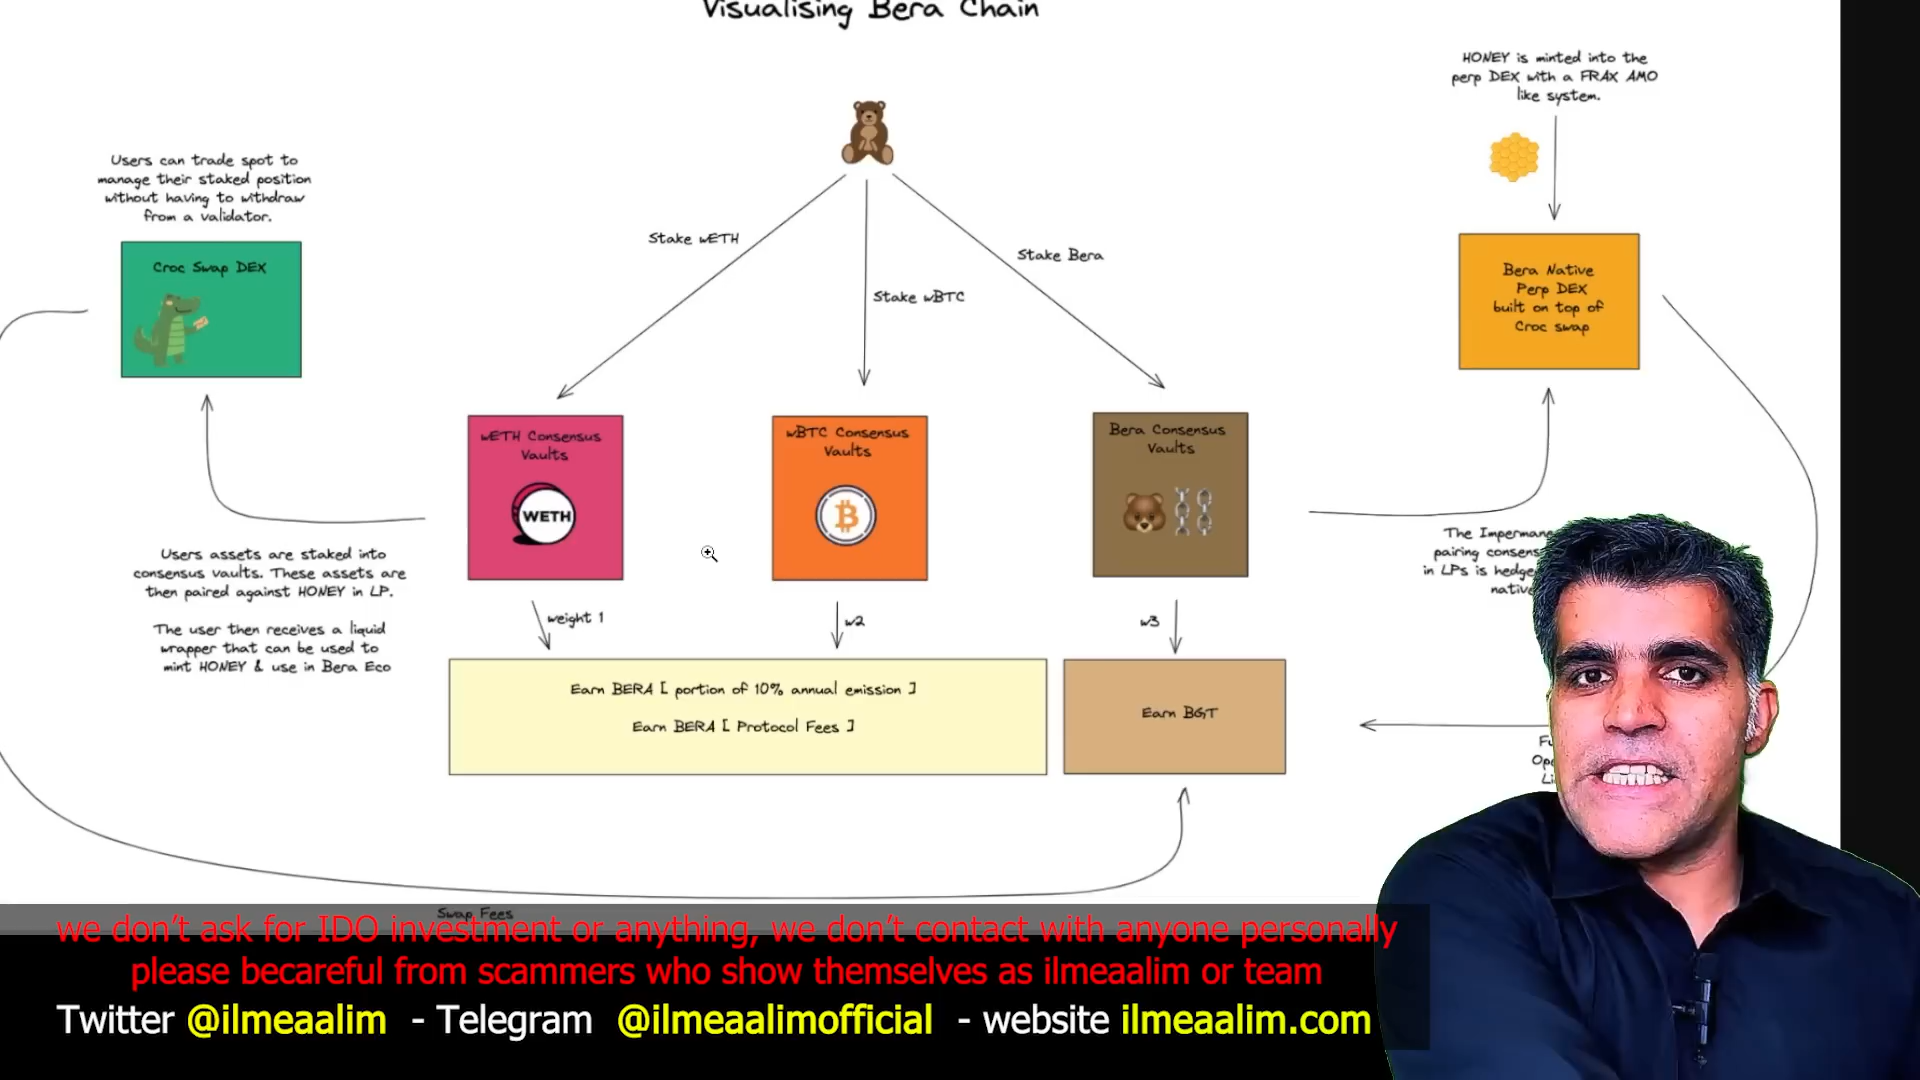 Visualising Bera Chain
HONEY is minted into the
perp DEX with a FRAX AMO
like system.
Users can trade spot to
manage their staked position
without having to withdraw
from a validator.
Croc Swap DEX
Stake wETH
Stake wBTC
Stake Bera
Bera Native
Perp DEX
built on top of
Croc swap
wETH Consensus
Vaults
WETH
wBTC Consensus
Vaults
Bera Consensus
Vaults
Users assets are staked into
consensus vaults. These assets are
then paired against HONEY in LP.
The user then receives a liquid
wrapper that can be used to
mint HONEY & use in Bera Eco
The
pairing
in LPs is
weight 1
w2
w3
Earn BERA [ portion of 10% annual emission ]
Earn BERA [ Protocol Fees ]
Earn BGT
Swap Fees
we don't ask for IDO investment or anything, we don't contact with anyone personally
please becareful from scammers who show themselves as ilmeaalim or team
Twitter @ilmeaalim - Telegram @ilmeaalimofficial - website ilmeaalim.com